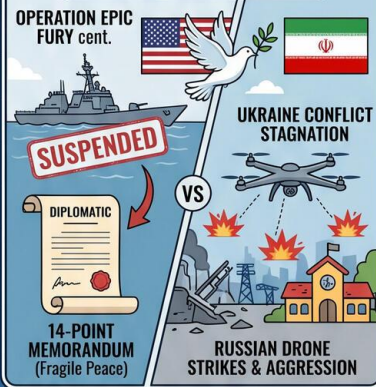 OPERATION EPIC
FURY cent.
SUSPENDED
DIPLOMATIC
14-POINT
MEMORANDUM
(Fragile Peace)
VS
UKRAINE CONFLICT
STAGNATION
RUSSIAN DRONE
STRIKES & AGGRESSION